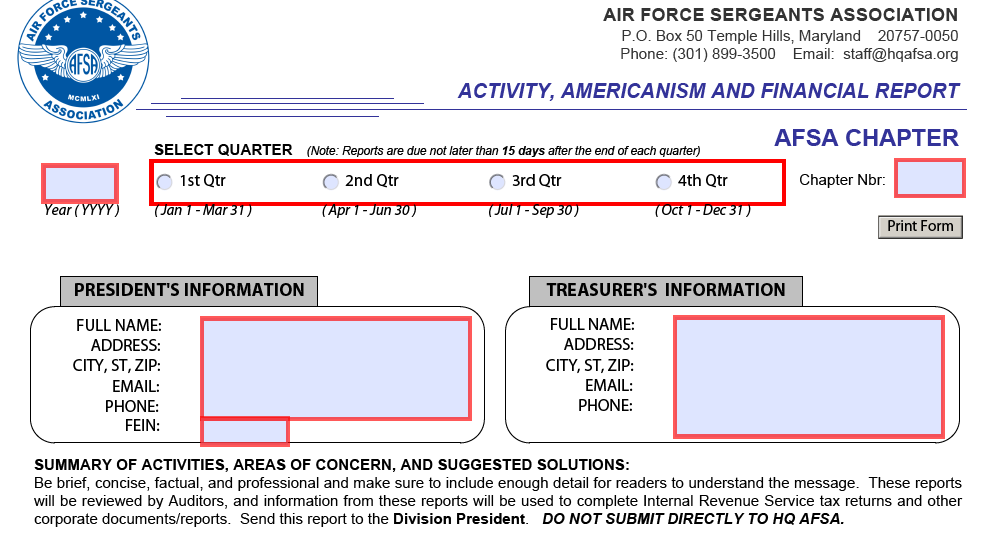 AIR FORCE SERGEANTS
AFSA
MCMLXI
ASSOCIATION
AIR FORCE SERGEANTS ASSOCIATION
P.O. Box 50 Temple Hills, Maryland 20757-0050
Phone: (301) 899-3500 Email: staff@hqafsa.org
ACTIVITY, AMERICANISM AND FINANCIAL REPORT
AFSA CHAPTER
SELECT QUARTER (Note: Reports are due not later than 15 days after the end of each quarter)
1st Qtr 2nd Qtr 3rd Qtr 4th Qtr Chapter Nbr:
Year ( YYYY ) ( Jan 1 - Mar 31 ) ( Apr 1 - Jun 30 ) ( Jul 1 - Sep 30 ) ( Oct 1 - Dec 31 )
Print Form
PRESIDENT'S INFORMATION
FULL NAME:
ADDRESS:
CITY, ST, ZIP:
EMAIL:
PHONE:
FEIN:
TREASURER'S INFORMATION
FULL NAME:
ADDRESS:
CITY, ST, ZIP:
EMAIL:
PHONE:
SUMMARY OF ACTIVITIES, AREAS OF CONCERN, AND SUGGESTED SOLUTIONS:
Be brief, concise, factual, and professional and make sure to include enough detail for readers to understand the message. These reports
will be reviewed by Auditors, and information from these reports will be used to complete Internal Revenue Service tax returns and other
corporate documents/reports. Send this report to the Division President. DO NOT SUBMIT DIRECTLY TO HQ AFSA.